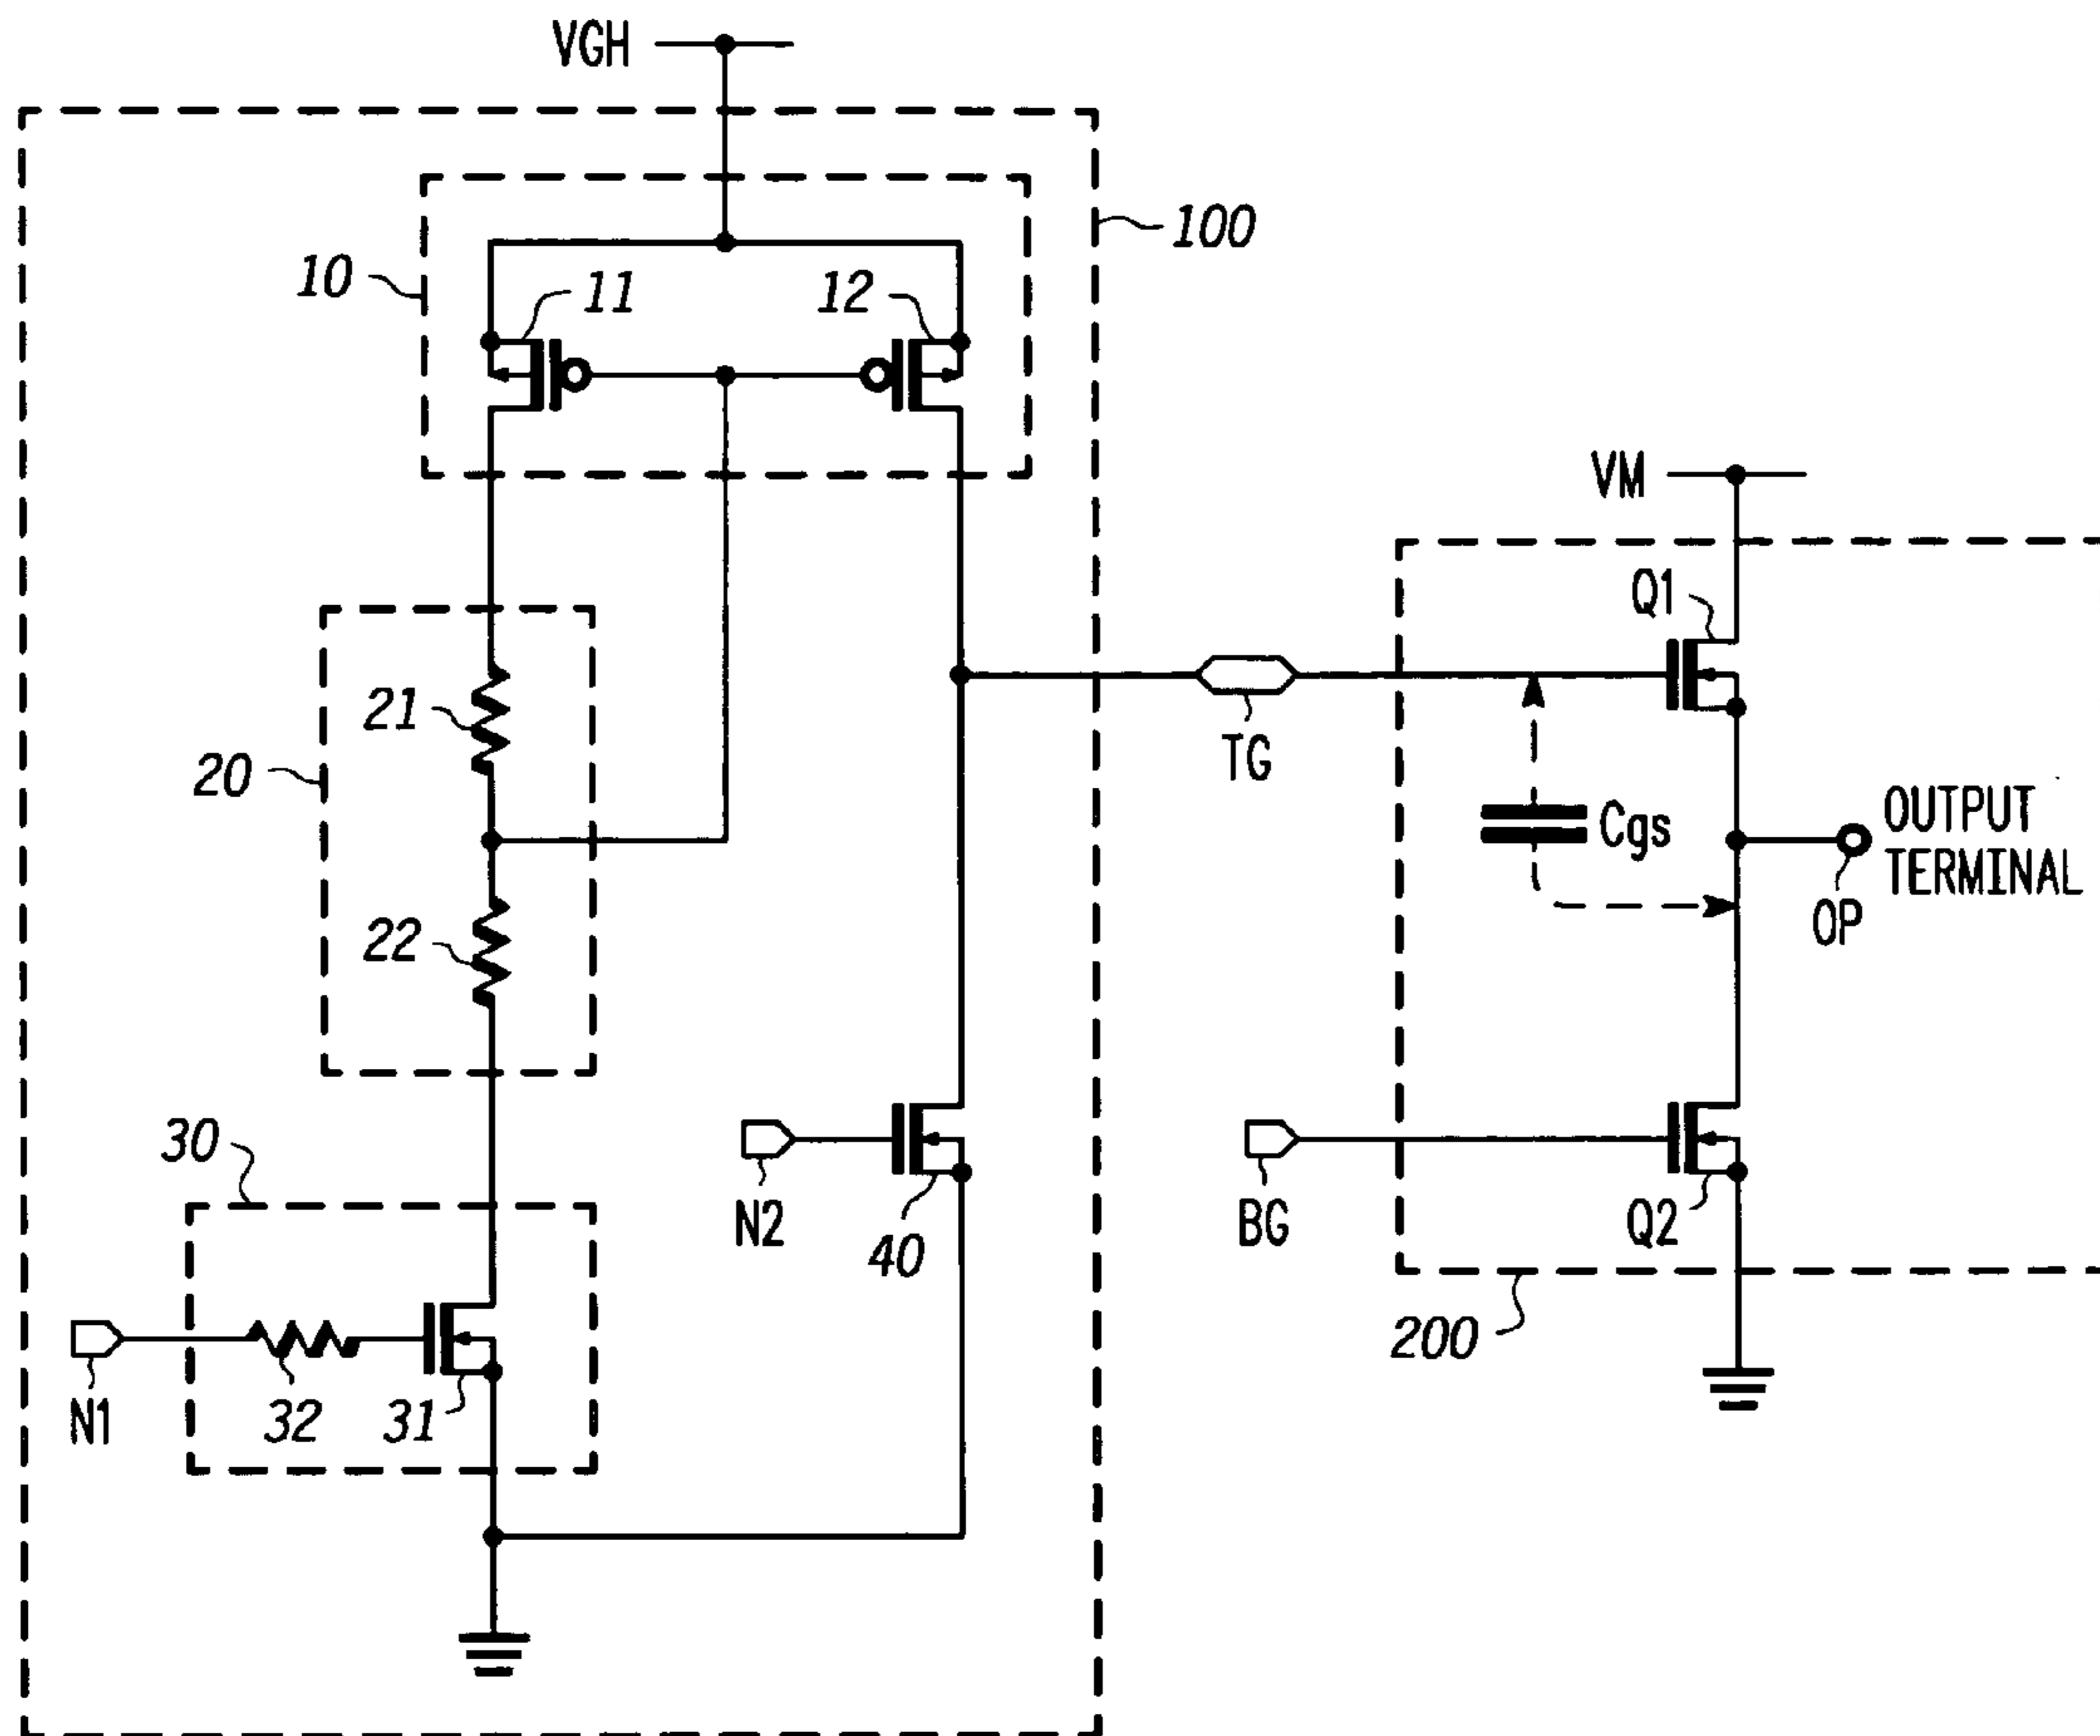 VGH
100
10
11
12
VM
Q1
21
TG
20
Cgs
OUTPUT
TERMINAL
OP
22
30
N2
40
BG
Q2
200
N1
32
31